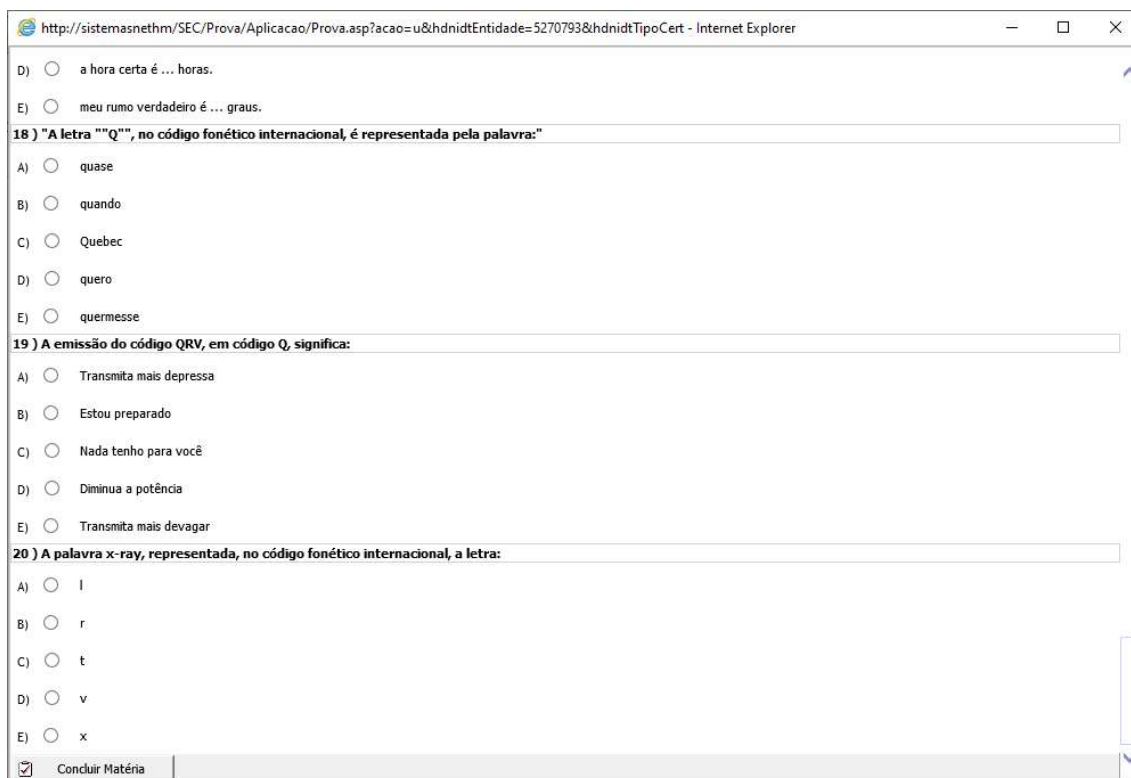 http://sistemasnethm/SEC/Prova/Aplicacao/Prova.asp?acao=u&hdnidtEntidade=5270793&hdnidtTipoCert - Internet Explorer
D) a hora certa é ... horas.
E) meu rumo verdadeiro é ... graus.
18 ) "A letra ""Q"", no código fonético internacional, é representada pela palavra:"
A) quase
B) quando
C) Quebec
D) quero
E) quermesse
19 ) A emissão do código QRV, em código Q, significa:
A) Transmita mais depressa
B) Estou preparado
C) Nada tenho para você
D) Diminua a potência
E) Transmita mais devagar
20 ) A palavra x-ray, representada, no código fonético internacional, a letra:
A) l
B) r
C) t
D) v
E) x
Concluir Matéria